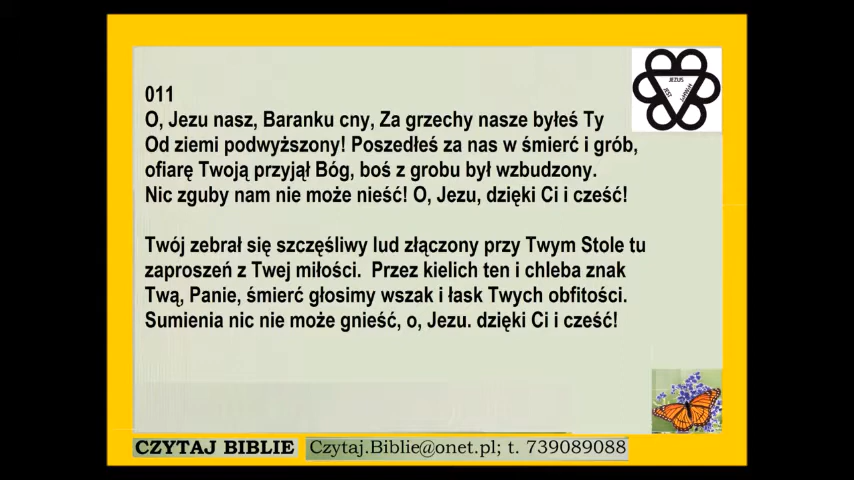 011
O, Jezu nasz, Baranku cny, Za grzechy nasze byłeś Ty
Od ziemi podwyższony! Poszedłeś za nas w śmierć i grób,
ofiarę Twoją przyjął Bóg, boś z grobu był wzbudzony.
Nic zguby nam nie może nieść! O, Jezu, dzięki Ci i cześć!
Twój zebrał się szczęśliwy lud złączony przy Twym Stole tu
zaproszeń z Twej miłości. Przez kielich ten i chleba znak
Twą, Panie, śmierć głosimy wszak i łask Twych obfitości.
Sumienia nic nie może gnieść, o, Jezu. dzięki Ci i cześć!
JEZUS
JEST
PANEM
CZYTAJ BIBLIE Czytaj.Biblie@onet.pl; t. 739089088